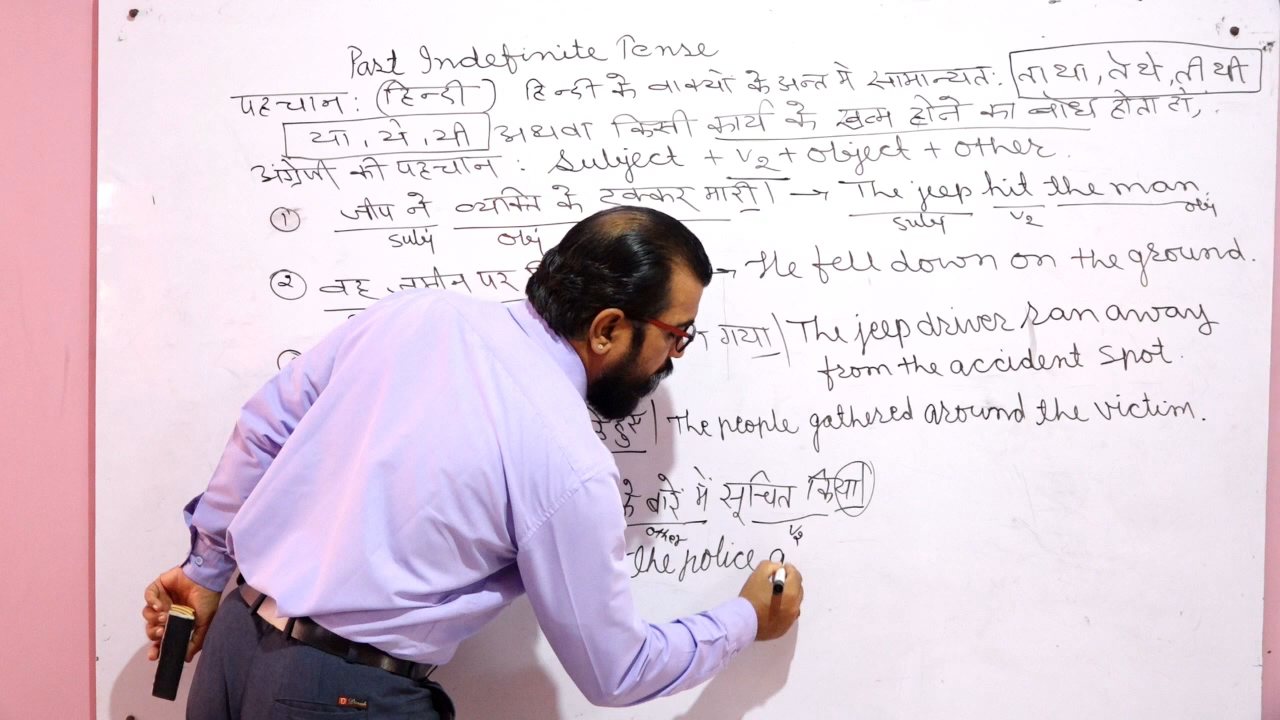 Past Indefinite Tense
पहचान : (हिन्दी) हिन्दी के वाक्यों के अन्त में सामान्यत: ता था, ते थे, ती थी
या, ये, यी अथवा किसी कार्य के खत्म होने का बोध होता हो,
अंग्रेजी की पहचान : Subject + V2 + object + other.
१ जीप ने व्यक्ति के टक्कर मारी। → The jeep hit the man.
subj obj subj V2 obj
२ वह जमीन पर → He fell down on the ground.
गया | The jeep driver ran away
from the accident spot.
हुए | The people gathered around the victim.
के बारे में सूचित किया
other V2
the police a